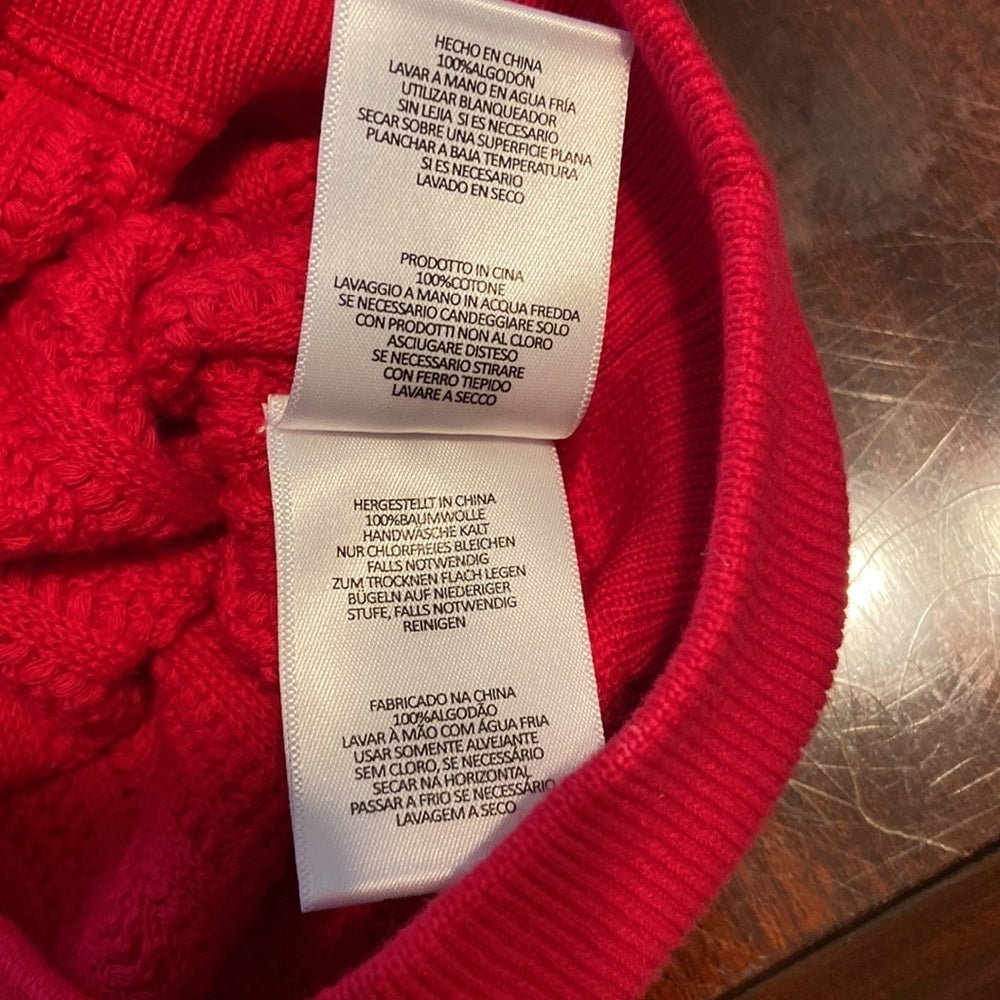 HECHO EN CHINA
100%ALGODÓN
LAVAR A MANO EN AGUA FRÍA
UTILIZAR BLANQUEADOR
SIN LEJIA SI ES NECESARIO
SECAR SOBRE UNA SUPERFICIE PLANA
PLANCHAR A BAJA TEMPERATURA
SI ES NECESARIO
LAVADO EN SECO
PRODOTTO IN CINA
100%COTONE
LAVAGGIO A MANO IN ACQUA FREDDA
SE NECESSARIO CANDEGGIARE SOLO
CON PRODOTTI NON AL CLORO
ASCIUGARE DISTESO
SE NECESSARIO STIRARE
CON FERRO TIEPIDO
LAVARE A SECCO
HERGESTELLT IN CHINA
100%BAUMWOLLE
HANDWÄSCHE KALT
NUR CHLORFREIES BLEICHEN
FALLS NOTWENDIG
ZUM TROCKNEN FLACH LEGEN
BÜGELN AUF NIEDERIGER
STUFE, FALLS NOTWENDIG
REINIGEN
FABRICADO NA CHINA
100%ALGODÃO
LAVAR À MÃO COM ÁGUA FRIA
USAR SOMENTE ALVEJANTE
SEM CLORO, SE NECESSÁRIO
SECAR NA HORIZONTAL
PASSAR A FRIO SE NECESSÁRIO
LAVAGEM A SECO